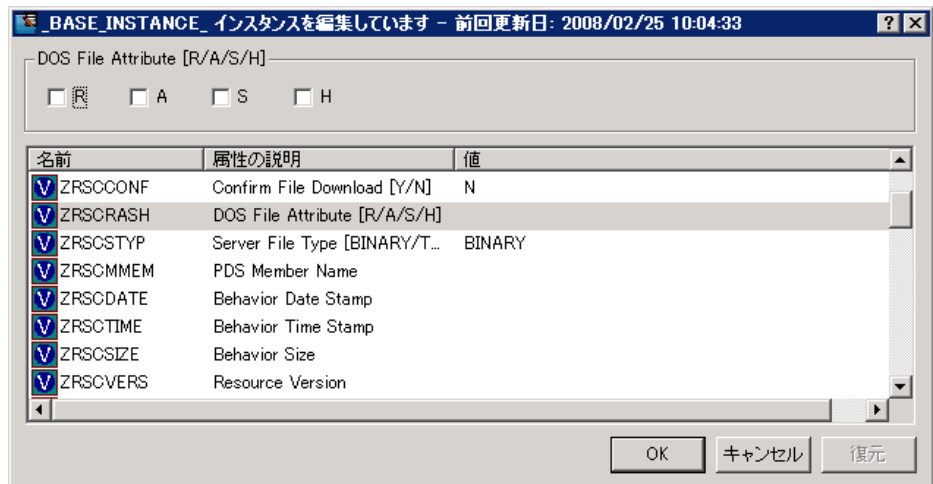 _BASE_INSTANCE_ インスタンスを編集しています - 前回更新日: 2008/02/25 10:04:33
DOS File Attribute [R/A/S/H]
R A S H
名前 属性の説明 値
ZRSCCONF Confirm File Download [Y/N] N
ZRSCRASH DOS File Attribute [R/A/S/H]
ZRSCSTYP Server File Type [BINARY/T... BINARY
ZRSCMMEM PDS Member Name
ZRSCDATE Behavior Date Stamp
ZRSCTIME Behavior Time Stamp
ZRSCSIZE Behavior Size
ZRSCVERS Resource Version
OK キャンセル 復元